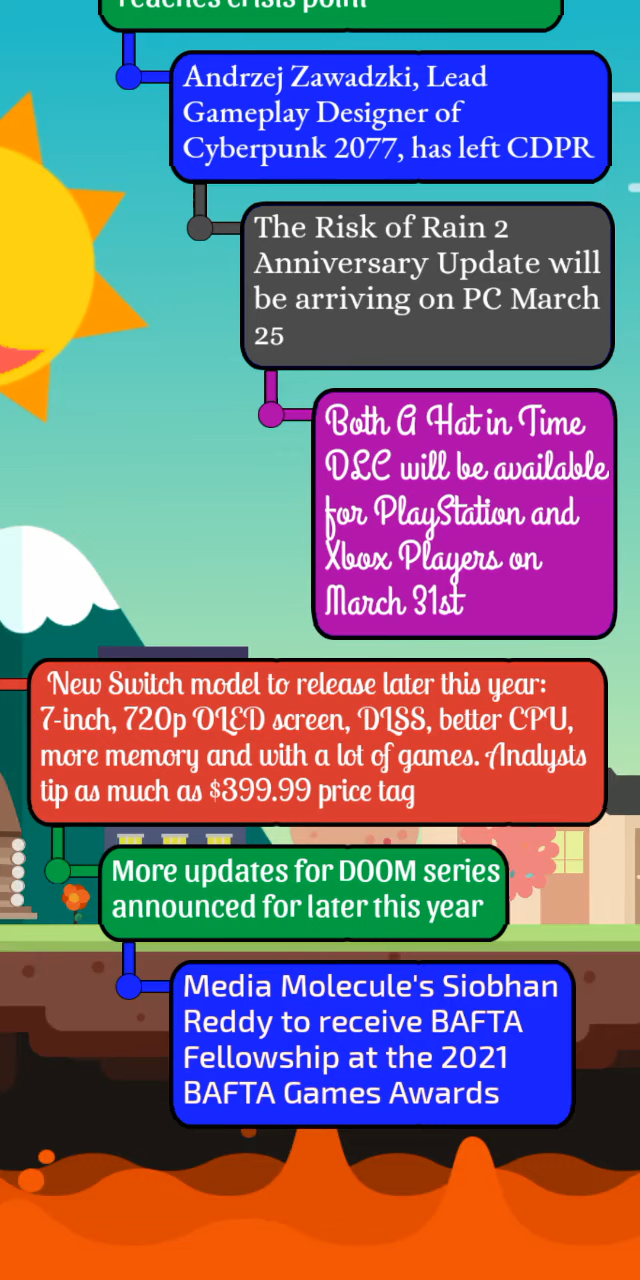 reaches crisis point
Andrzej Zawadzki, Lead
Gameplay Designer of
Cyberpunk 2077, has left CDPR
The Risk of Rain 2
Anniversary Update will
be arriving on PC March
25
Both A Hat in Time
DLC will be available
for PlayStation and
Xbox Players on
March 31st
New Switch model to release later this year:
7-inch, 720p OLED screen, DLSS, better CPU,
more memory and with a lot of games. Analysts
tip as much as $399.99 price tag
More updates for DOOM series
announced for later this year
Media Molecule's Siobhan
Reddy to receive BAFTA
Fellowship at the 2021
BAFTA Games Awards